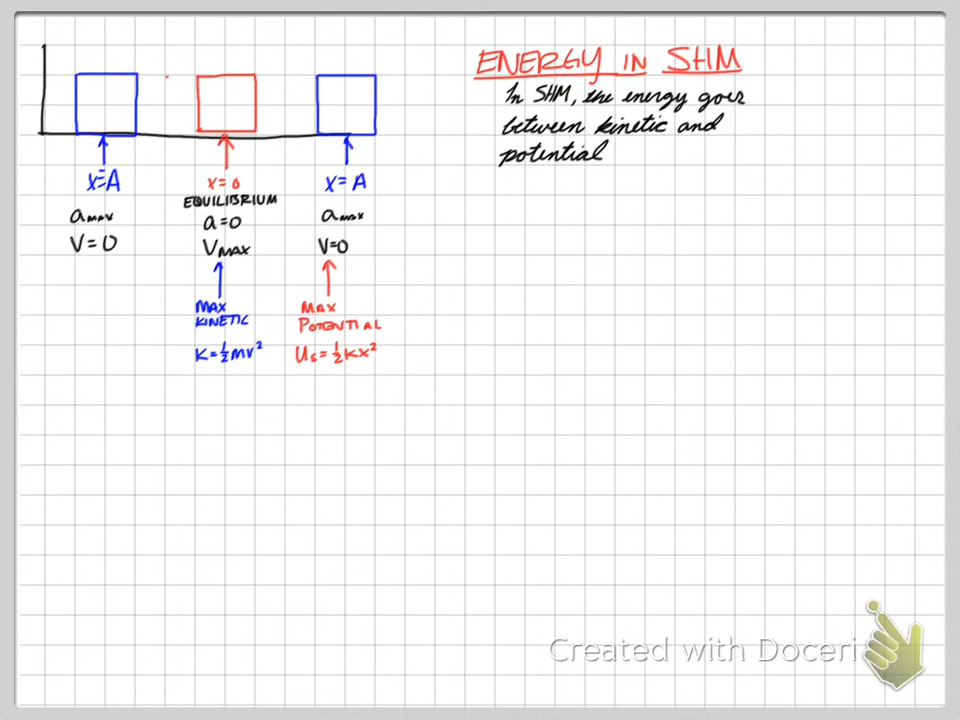 ENERGY IN SHM
In SHM, the energy goes
between kinetic and
potential
x=A
x=0
x=A
EQUILIBRIUM
amax
a=0
amax
V=0
VMAX
V=0
MAX
KINETIC
MAX
POTENTIAL
K=½mv²
Us=½kx²
Created with Doceri